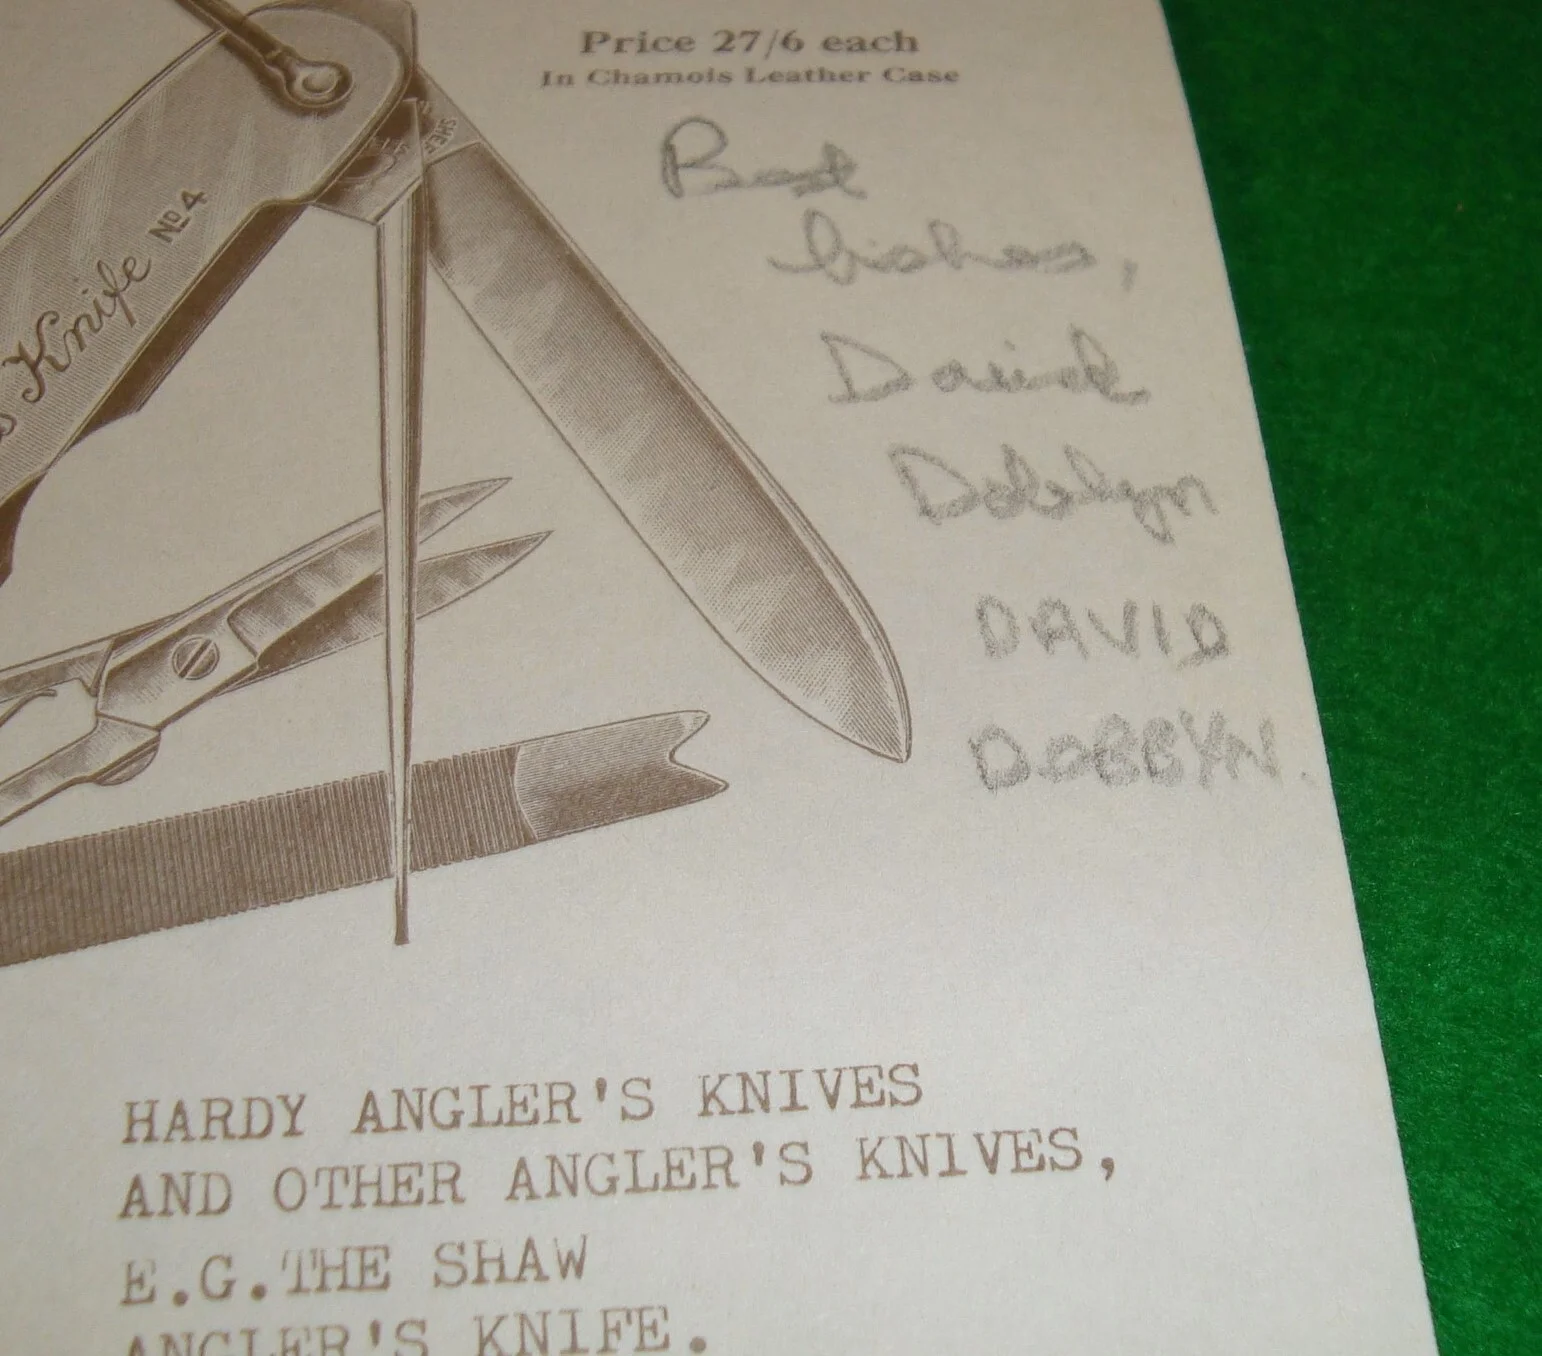 Price 27/6 each
In Chamois Leather Case
Best
wishes,
David
Dobbyn
DAVID
DOBBYN.
Knife Nº 4
SHEF
HARDY ANGLER'S KNIVES
AND OTHER ANGLER'S KNIVES,
E.G.THE SHAW
ANGLER'S KNIFE.